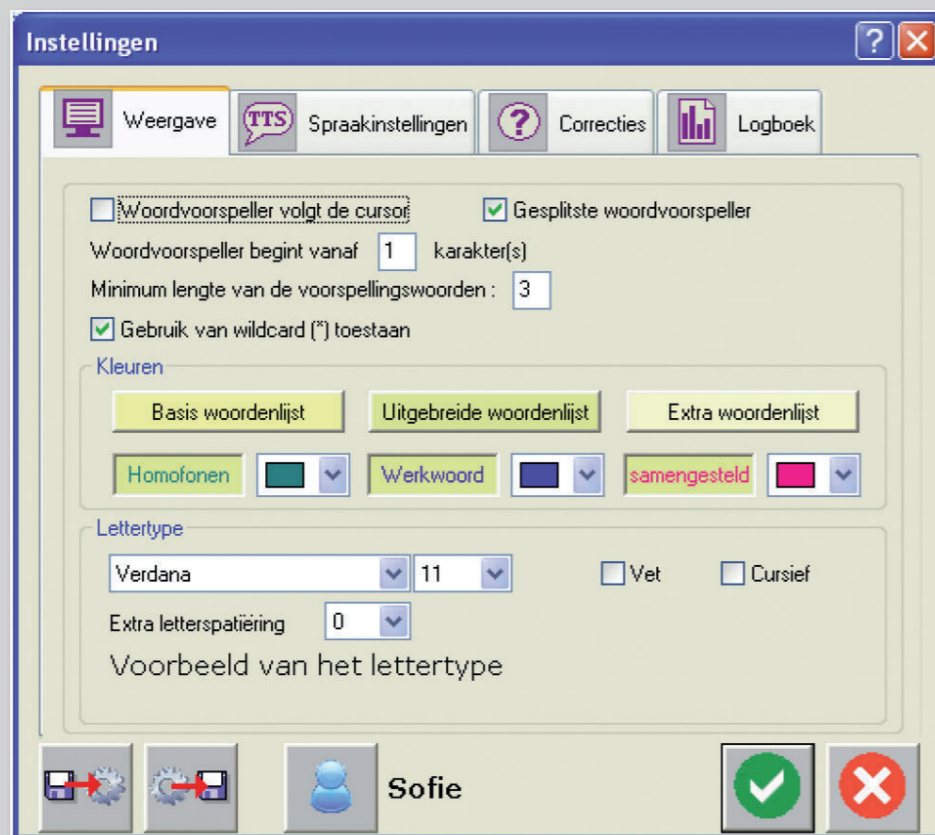 Instellingen
Weergave TTS Spraakinstellingen Correcties Logboek
Woordvoorspeller volgt de cursor Gesplitste woordvoorspeller
Woordvoorspeller begint vanaf 1 karakter(s)
Minimum lengte van de voorspellingswoorden : 3
Gebruik van wildcard (*) toestaan
Kleuren
Basis woordenlijst Uitgebreide woordenlijst Extra woordenlijst
Homofonen Werkwoord samengesteld
Lettertype
Verdana 11 Vet Cursief
Extra letterspatiëring 0
Voorbeeld van het lettertype
Sofie